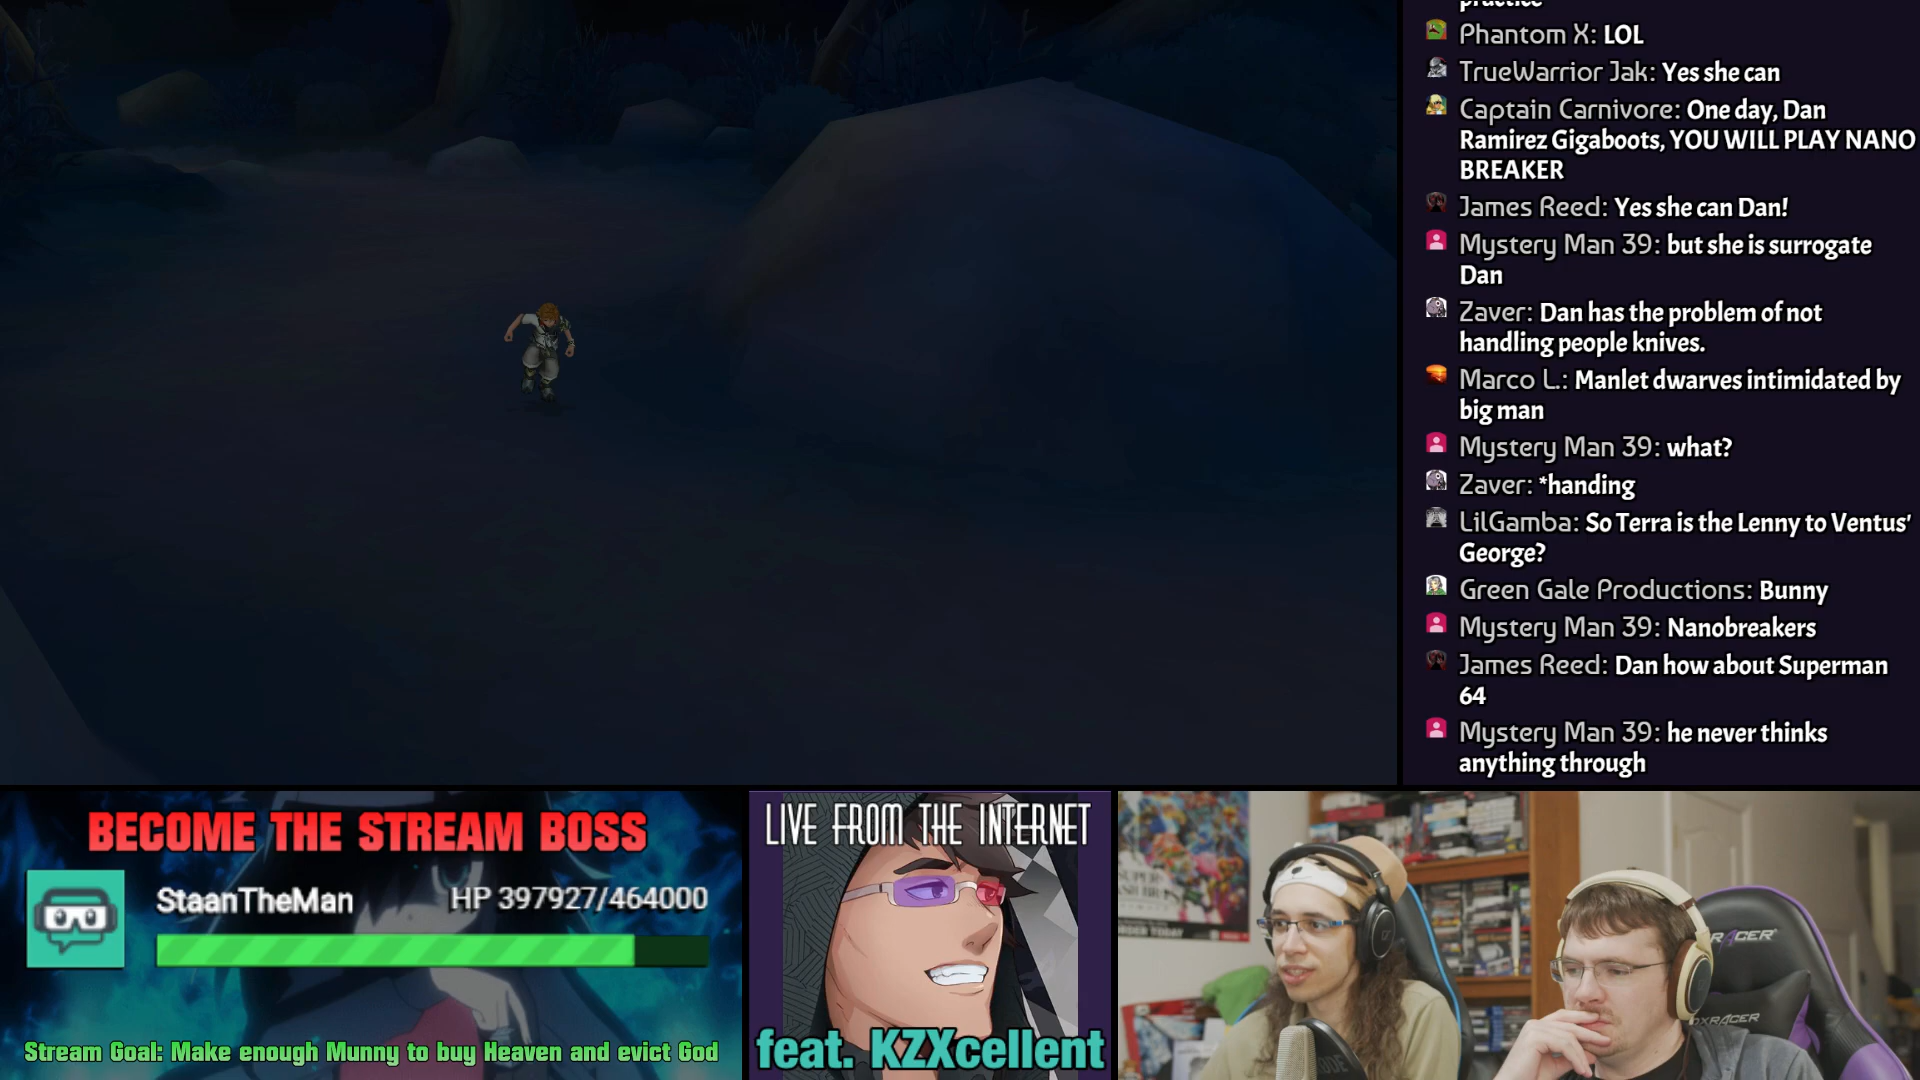 practice
Phantom X: LOL
TrueWarrior Jak: Yes she can
Captain Carnivore: One day, Dan
Ramirez Gigaboots, YOU WILL PLAY NANO
BREAKER
James Reed: Yes she can Dan!
Mystery Man 39: but she is surrogate
Dan
Zaver: Dan has the problem of not
handling people knives.
Marco L.: Manlet dwarves intimidated by
big man
Mystery Man 39: what?
Zaver: *handing
LilGamba: So Terra is the Lenny to Ventus'
George?
Green Gale Productions: Bunny
Mystery Man 39: Nanobreakers
James Reed: Dan how about Superman
64
Mystery Man 39: he never thinks
anything through
BECOME THE STREAM BOSS
StaanTheMan HP 397927/464000
Stream Goal: Make enough Munny to buy Heaven and evict God
LIVE FROM THE INTERNET
feat. KZXcellent
ORDER TODAY
DXRACER